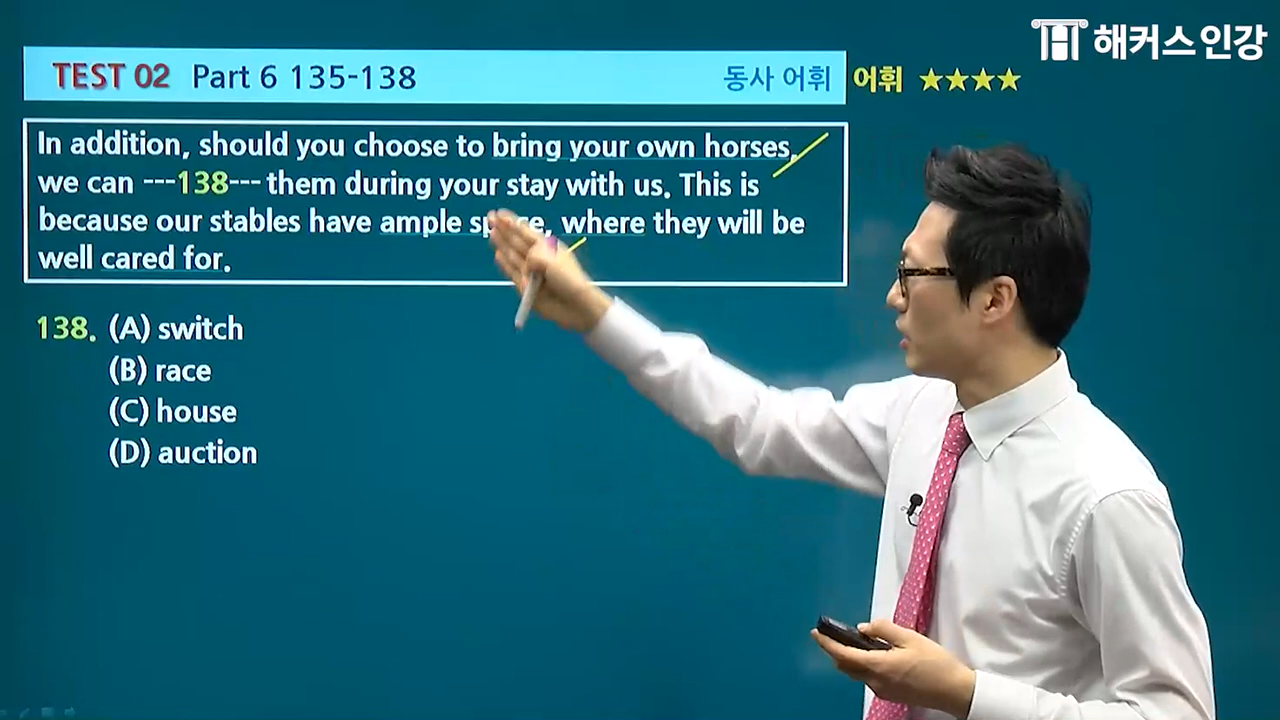 해커스인강
TEST 02 Part 6 135-138 동사 어휘 어휘 ★★★★
In addition, should you choose to bring your own horses,
we can ---138--- them during your stay with us. This is
because our stables have ample space, where they will be
well cared for.
138. (A) switch
(B) race
(C) house
(D) auction